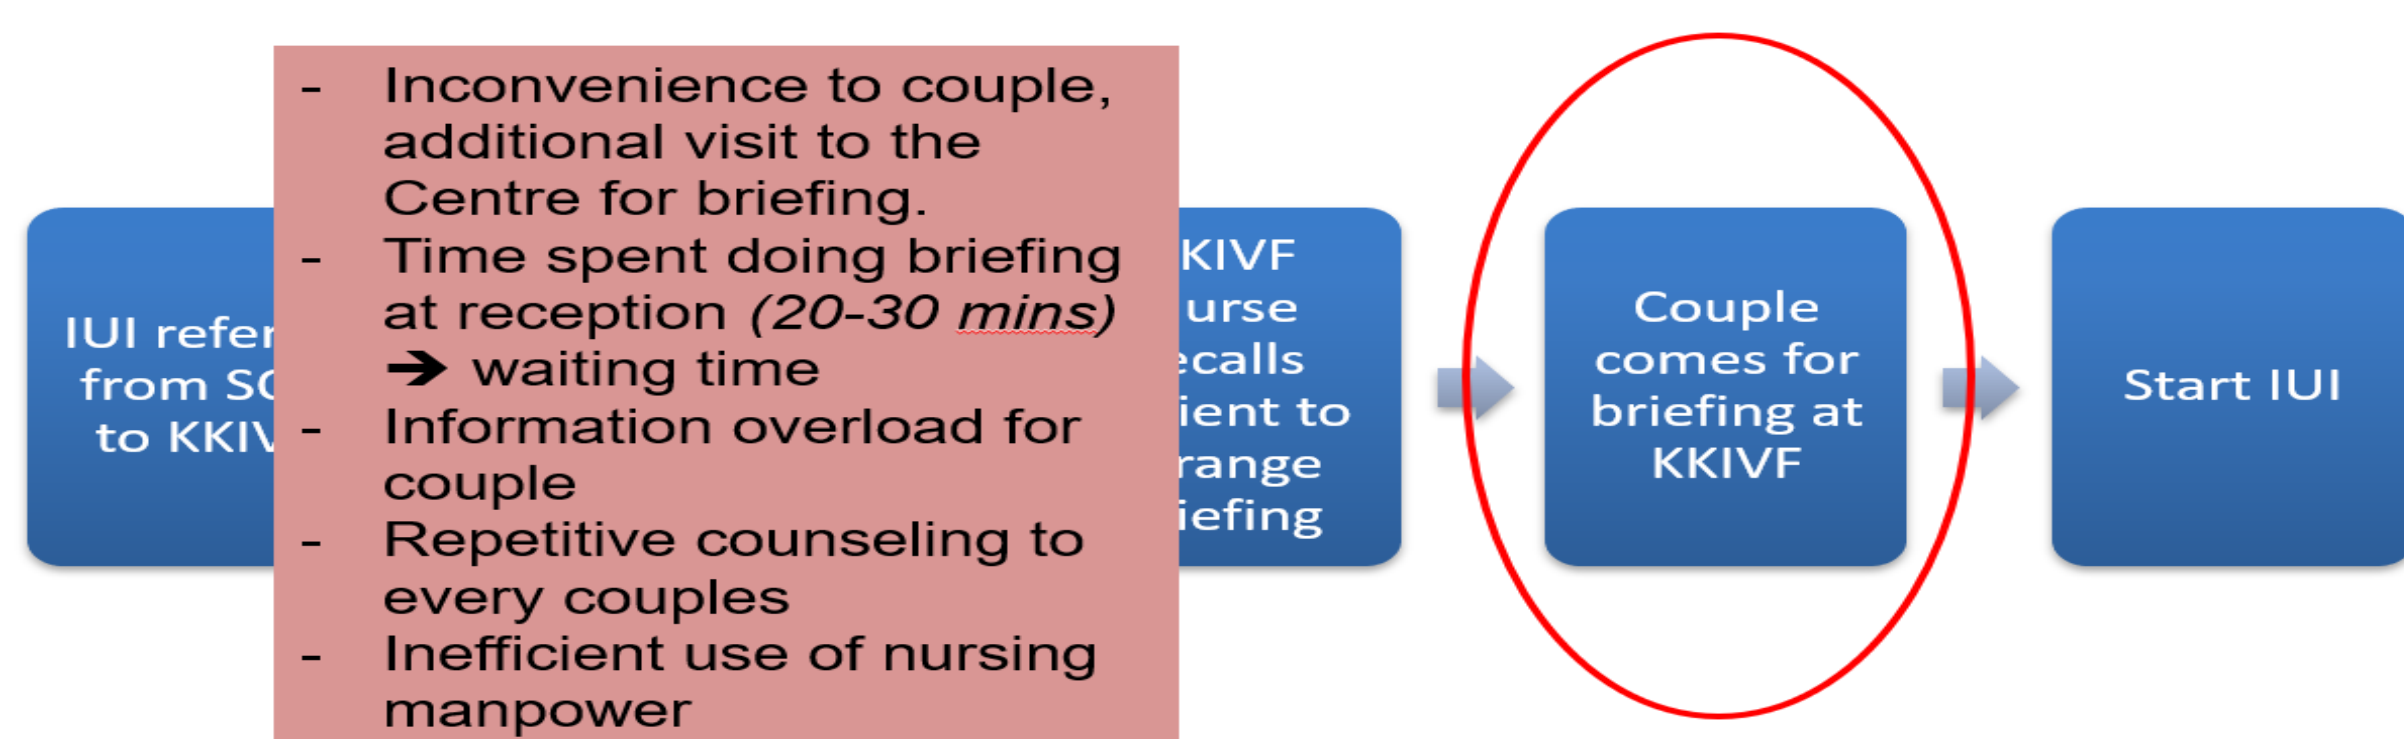 IUI refer
from SO
to KKIV
- Inconvenience to couple,
additional visit to the
Centre for briefing.
- Time spent doing briefing
at reception (20-30 mins)
➔ waiting time
- Information overload for
couple
- Repetitive counseling to
every couples
- Inefficient use of nursing
manpower
KIVF
urse
ecalls
ient to
range
iefing
Couple
comes for
briefing at
KKIVF
Start IUI